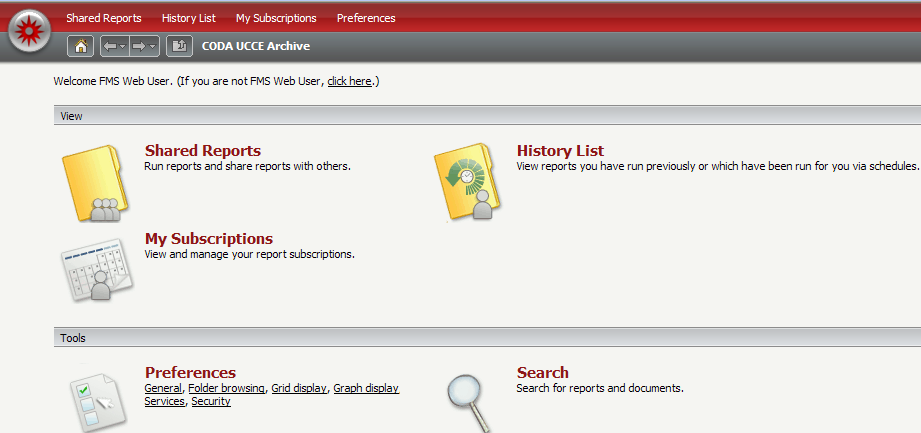 Shared Reports History List My Subscriptions Preferences
CODA UCCE Archive
Welcome FMS Web User. (If you are not FMS Web User, click here.)
View
Shared Reports
Run reports and share reports with others.
History List
View reports you have run previously or which have been run for you via schedules.
My Subscriptions
View and manage your report subscriptions.
Tools
Preferences
General, Folder browsing, Grid display, Graph display
Services, Security
Search
Search for reports and documents.